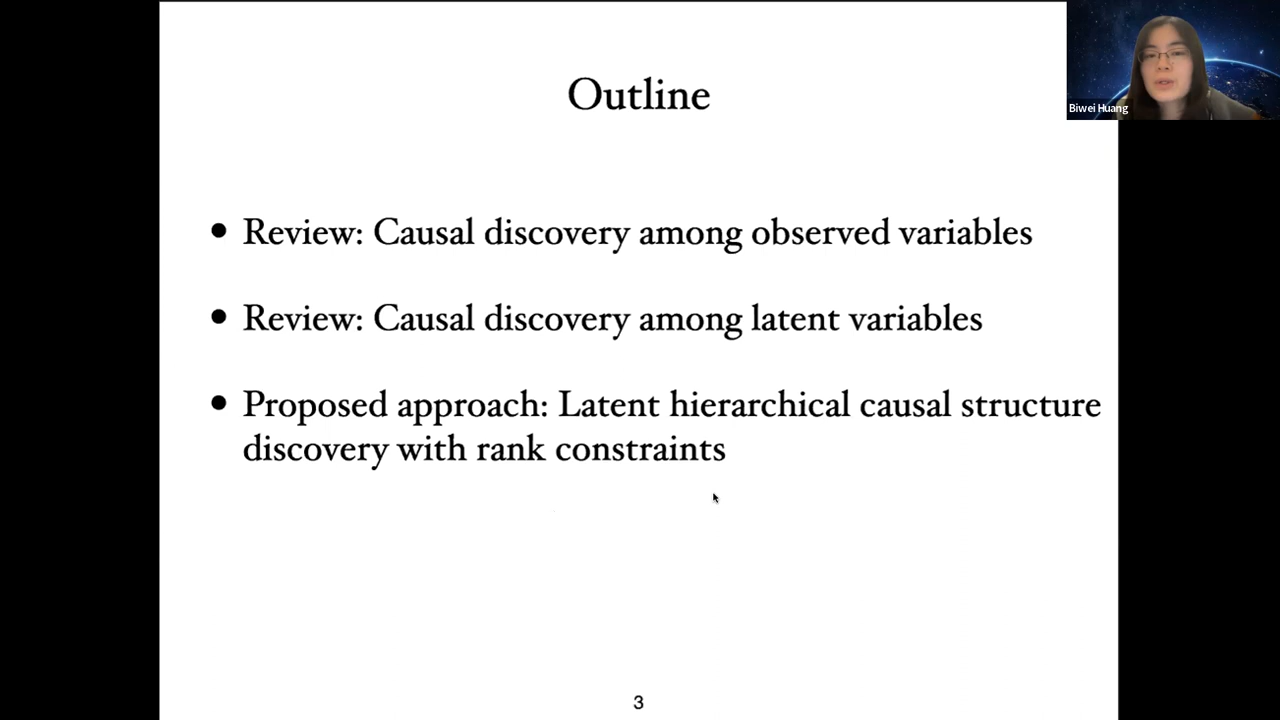 Outline
Biwei Huang
• Review: Causal discovery among observed variables
• Review: Causal discovery among latent variables
• Proposed approach: Latent hierarchical causal structure
discovery with rank constraints
3